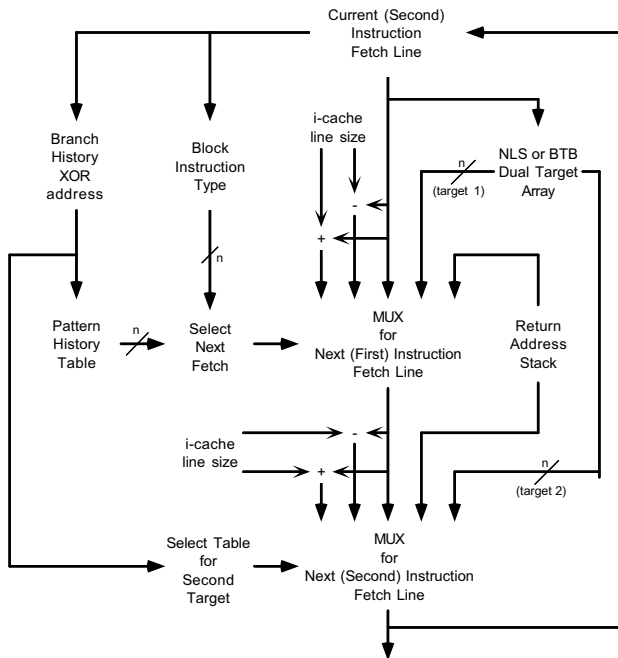 Current (Second)
Instruction
Fetch Line
i-cache
line size
Branch
History
XOR
address
Block
Instruction
Type
n
(target 1)
NLS or BTB
Dual Target
Array
-
+
n
Pattern
History
Table
n
Select
Next
Fetch
MUX
for
Next (First) Instruction
Fetch Line
Return
Address
Stack
i-cache
line size
-
+
n
(target 2)
Select Table
for
Second
Target
MUX
for
Next (Second) Instruction
Fetch Line